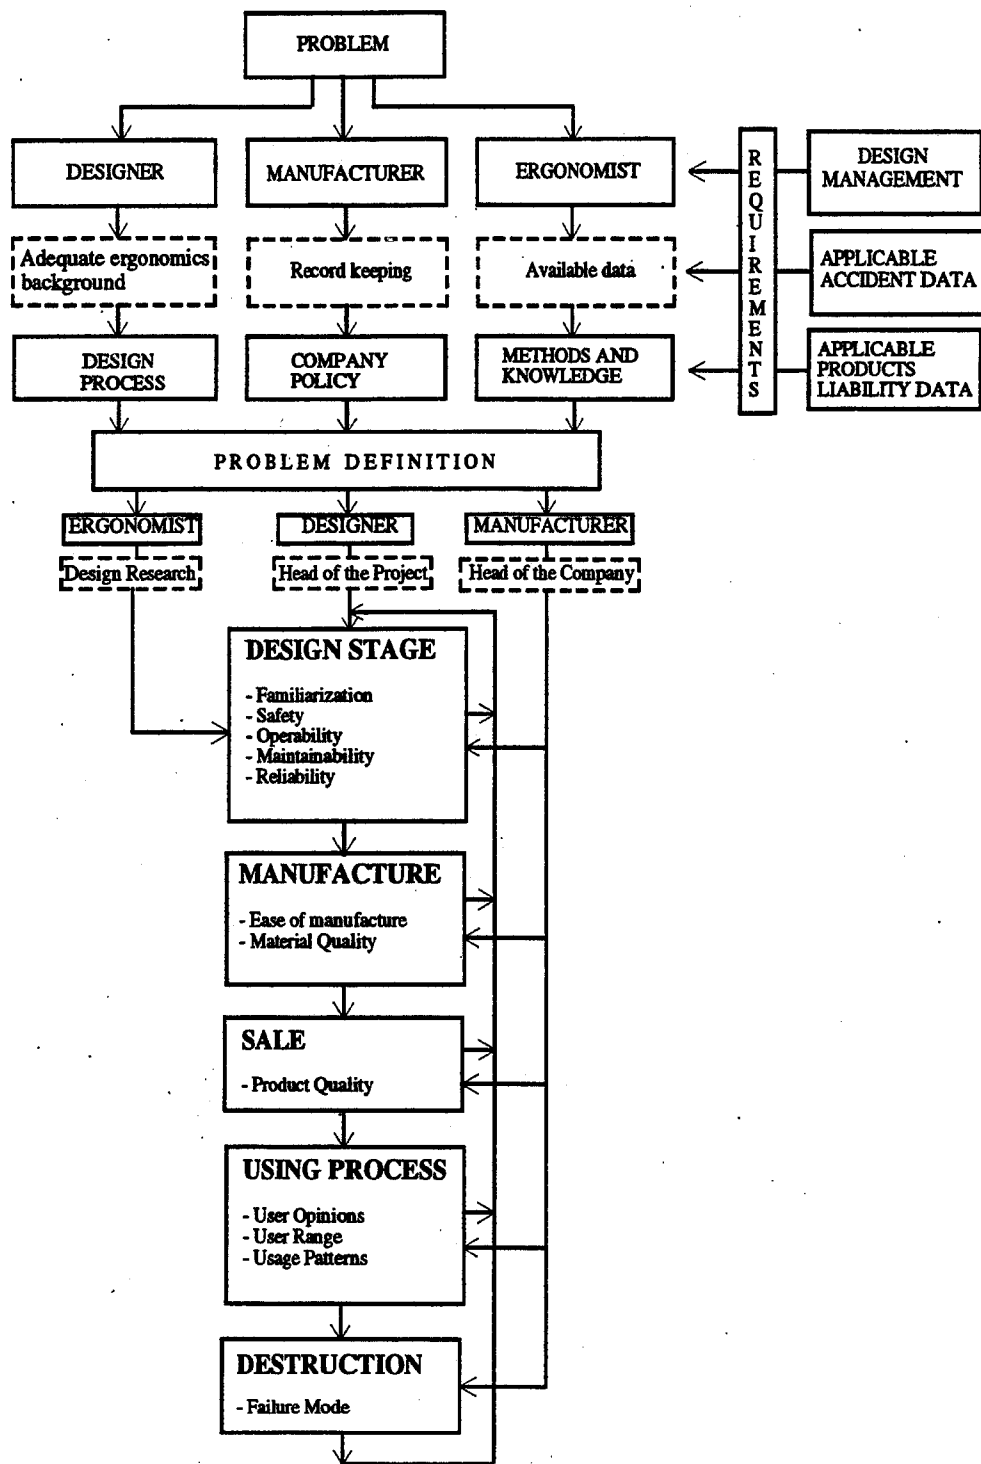 PROBLEM
DESIGNER
MANUFACTURER
ERGONOMIST
REQUIREMENTS
DESIGN
MANAGEMENT
Adequate ergonomics
background
Record keeping
Available data
APPLICABLE
ACCIDENT DATA
DESIGN
PROCESS
COMPANY
POLICY
METHODS AND
KNOWLEDGE
APPLICABLE
PRODUCTS
LIABILITY DATA
PROBLEM DEFINITION
ERGONOMIST
DESIGNER
MANUFACTURER
Design Research
Head of the Project
Head of the Company
DESIGN STAGE
- Familiarization
- Safety
- Operability
- Maintainability
- Reliability
MANUFACTURE
- Ease of manufacture
- Material Quality
SALE
- Product Quality
USING PROCESS
- User Opinions
- User Range
- Usage Patterns
DESTRUCTION
- Failure Mode